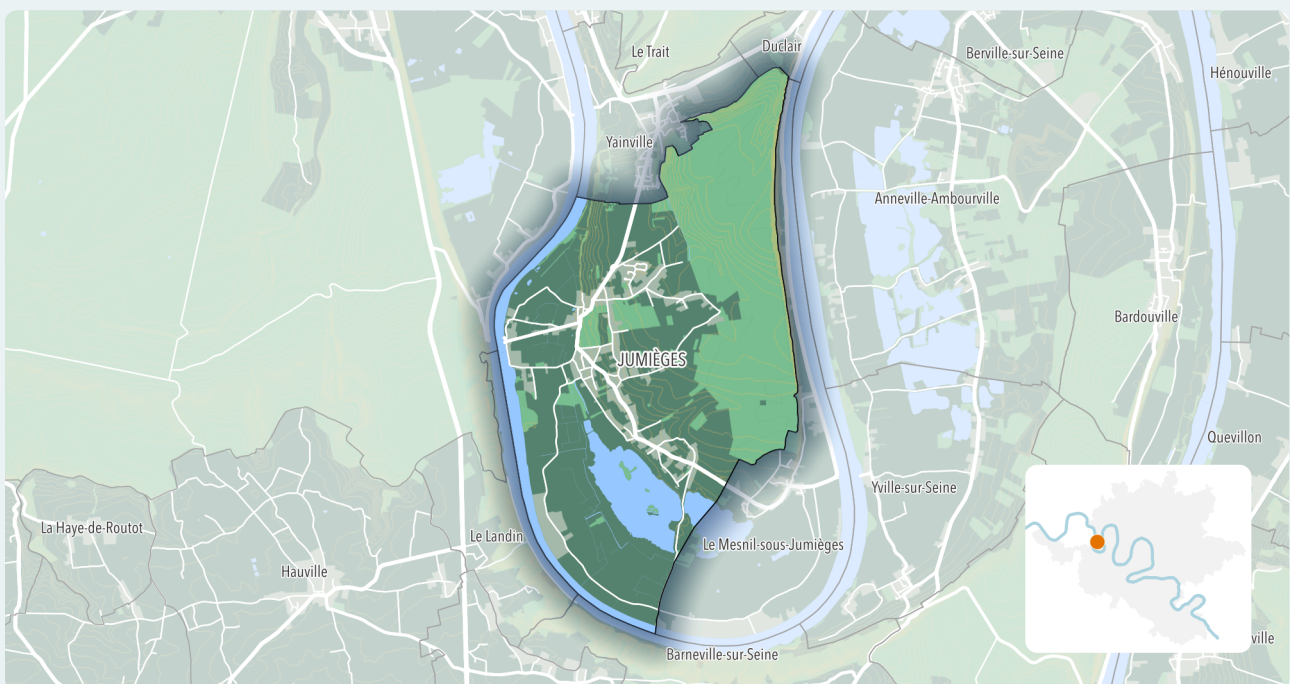 Le Trait
Duclair
Berville-sur-Seine
Hénouville
Yainville
Anneville-Ambourville
Bardouville
JUMIÈGES
Quevillon
Yville-sur-Seine
La Haye-de-Routot
Le Landin
Le Mesnil-sous-Jumièges
Hauville
ville
Barneville-sur-Seine